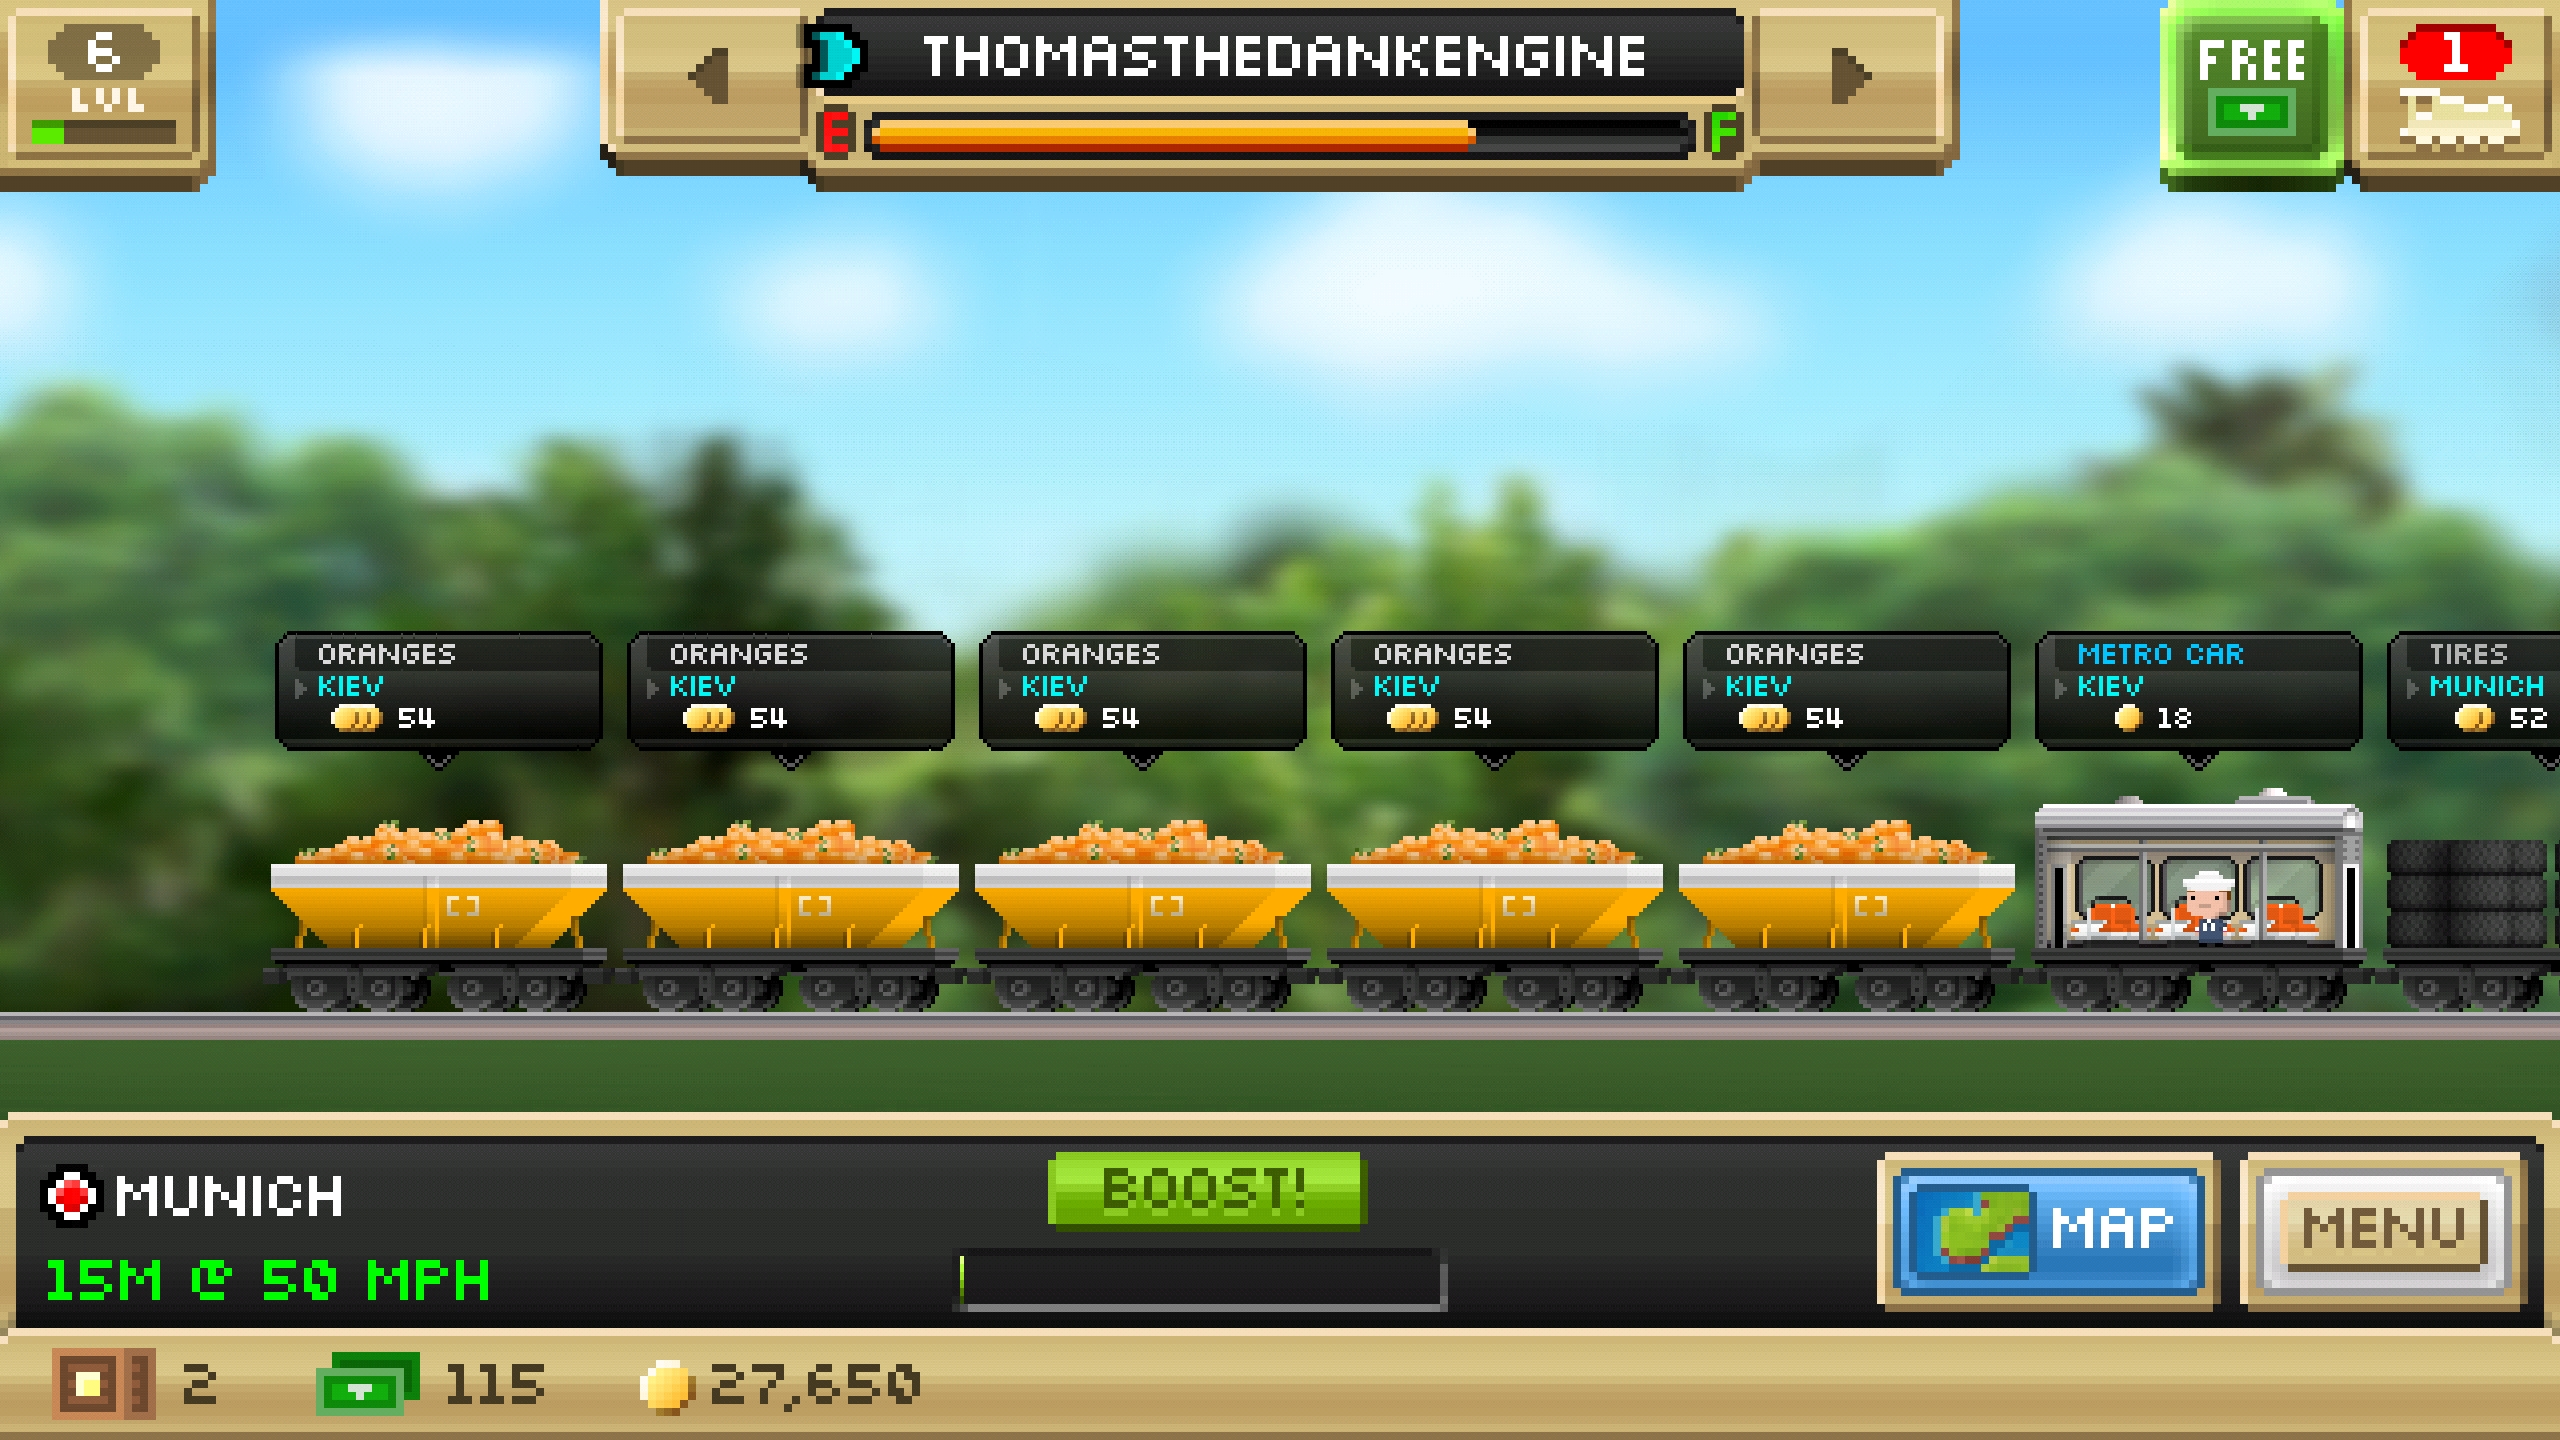 6
LVL
THOMASTHEDANKENGINE
E F
FREE
1
ORANGES
KIEV
54
ORANGES
KIEV
54
ORANGES
KIEV
54
ORANGES
KIEV
54
ORANGES
KIEV
54
METRO CAR
KIEV
18
TIRES
MUNICH
52
MUNICH
15M @ 50 MPH
BOOST!
MAP
MENU
2
115
27,650